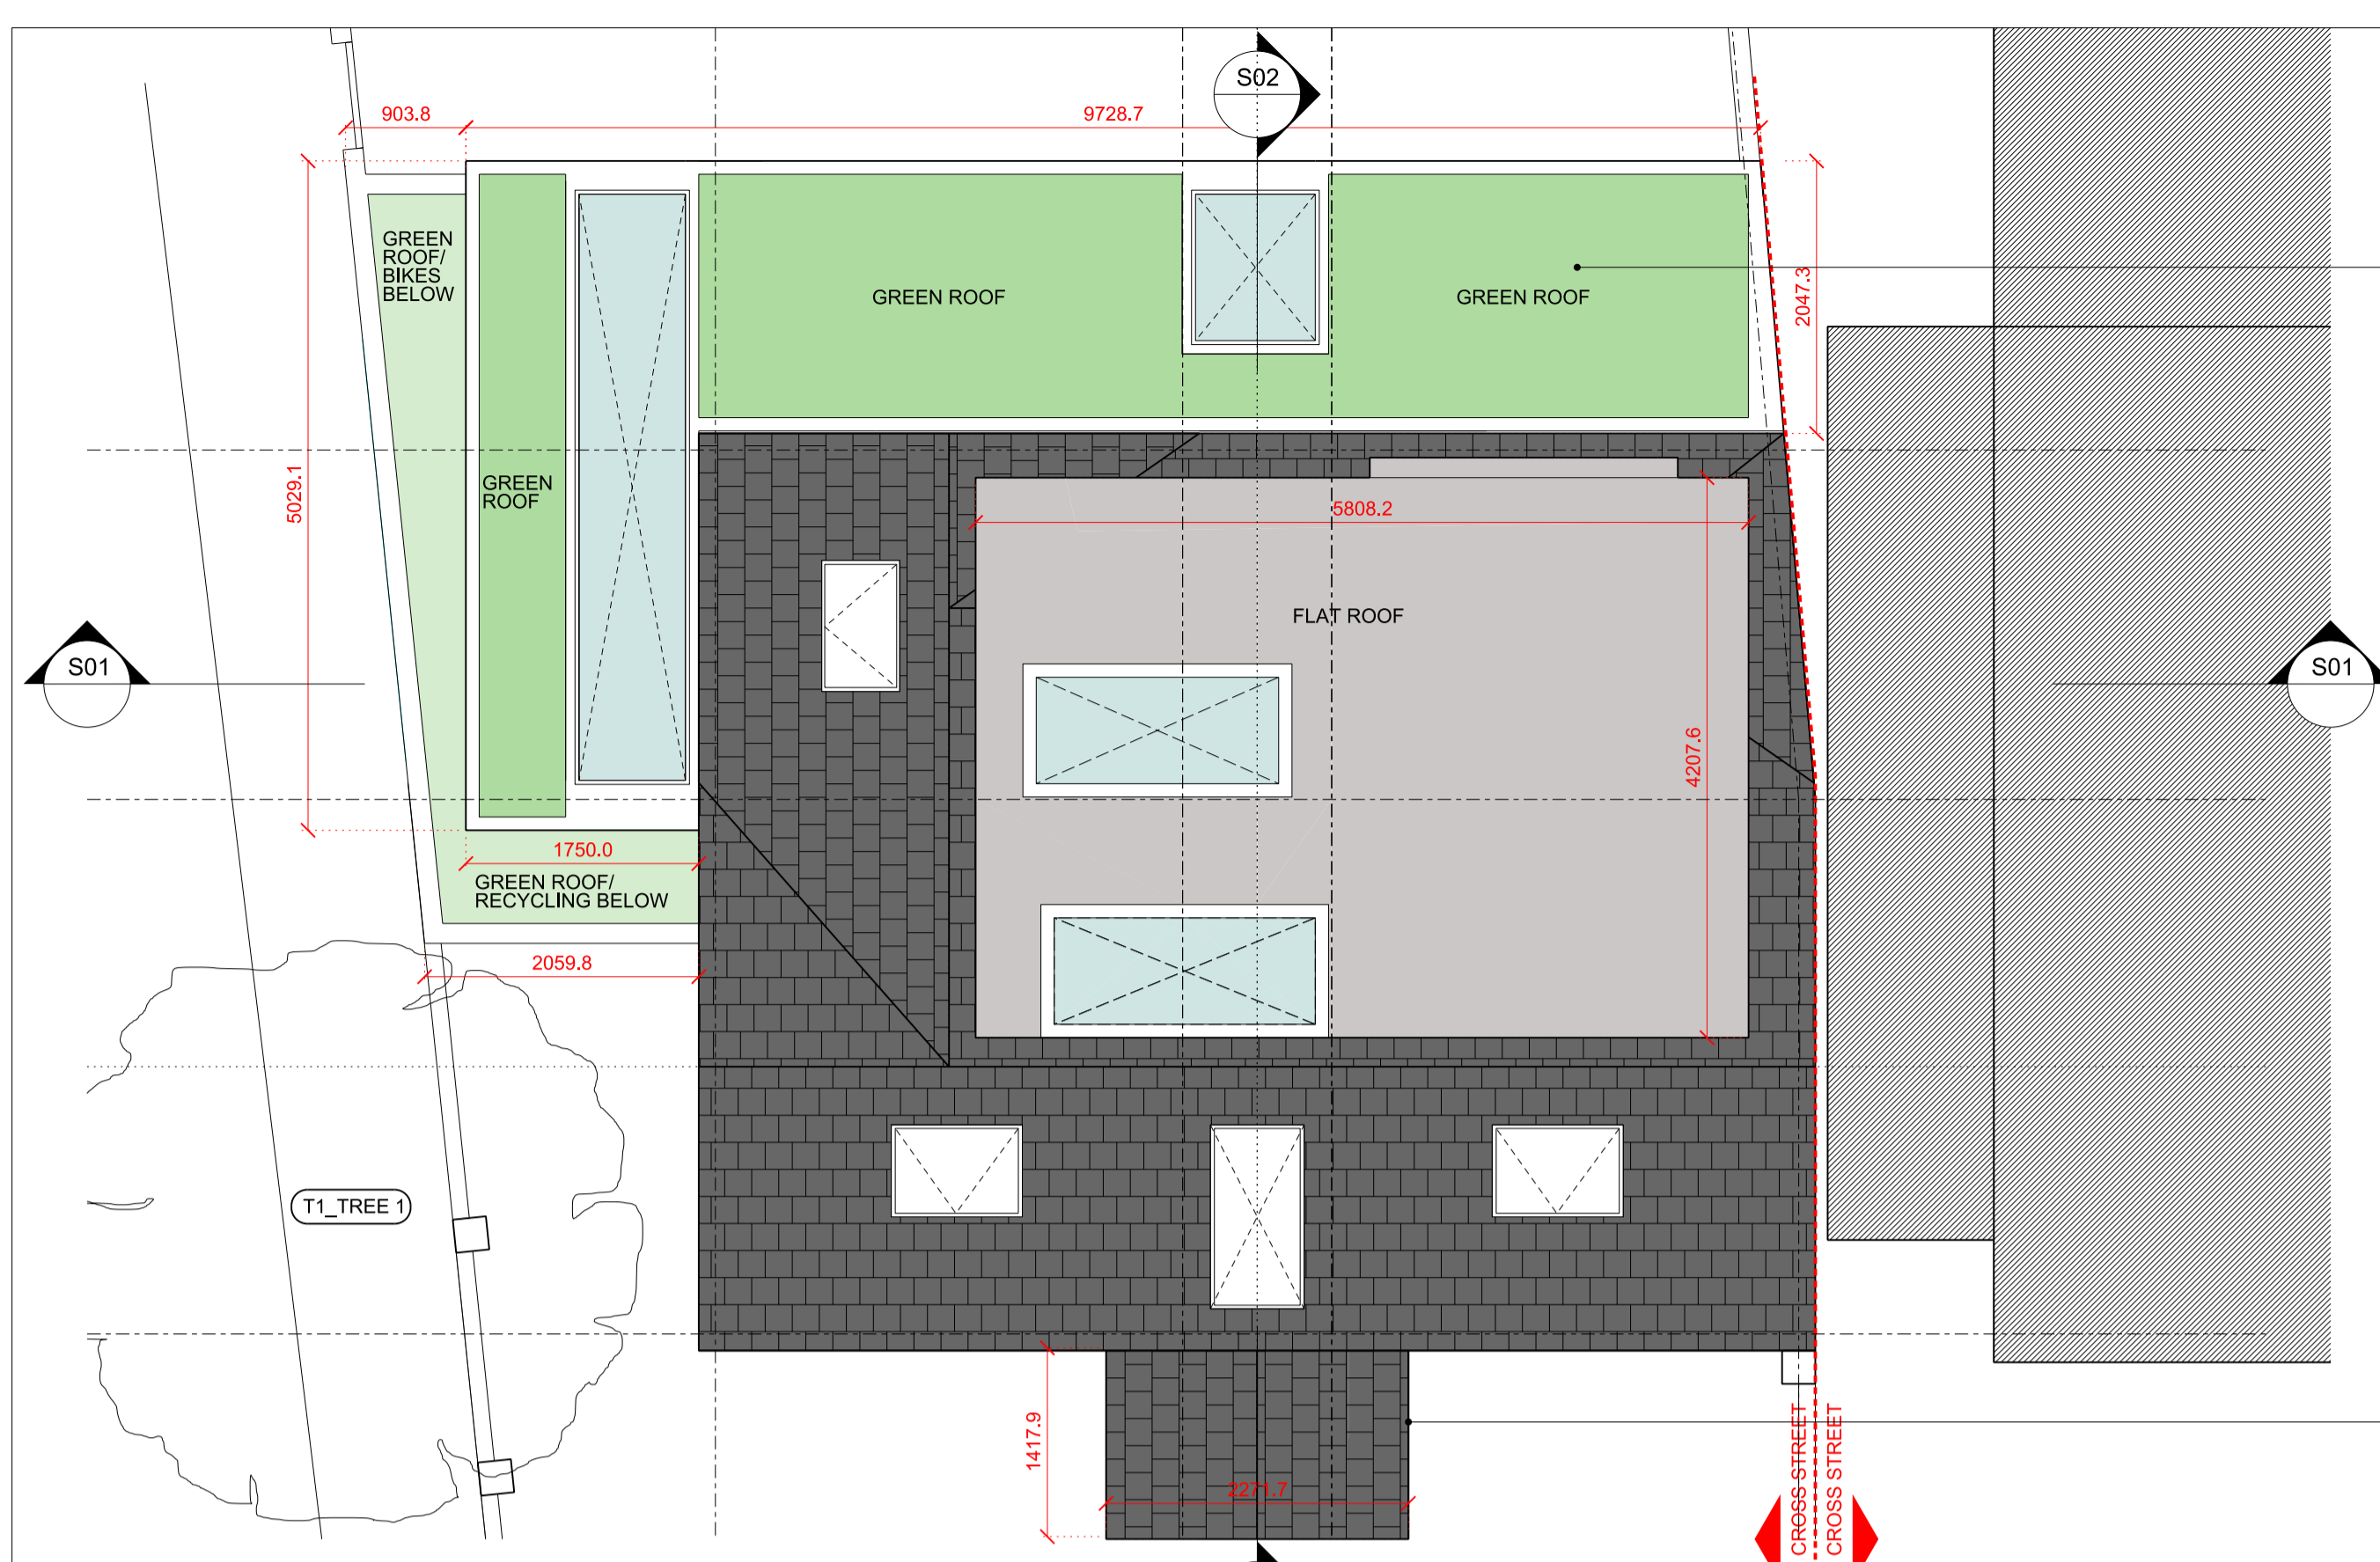 S02
903.8
9728.7
GREEN
ROOF/
BIKES
BELOW
GREEN ROOF
GREEN ROOF
2047.3
5029.1
GREEN
ROOF
5808.2
FLAT ROOF
S01
S01
4207.6
1750.0
GREEN ROOF/
RECYCLING BELOW
2059.8
T1_TREE 1
1417.9
2271.7
CROSS STREET
CROSS STREET